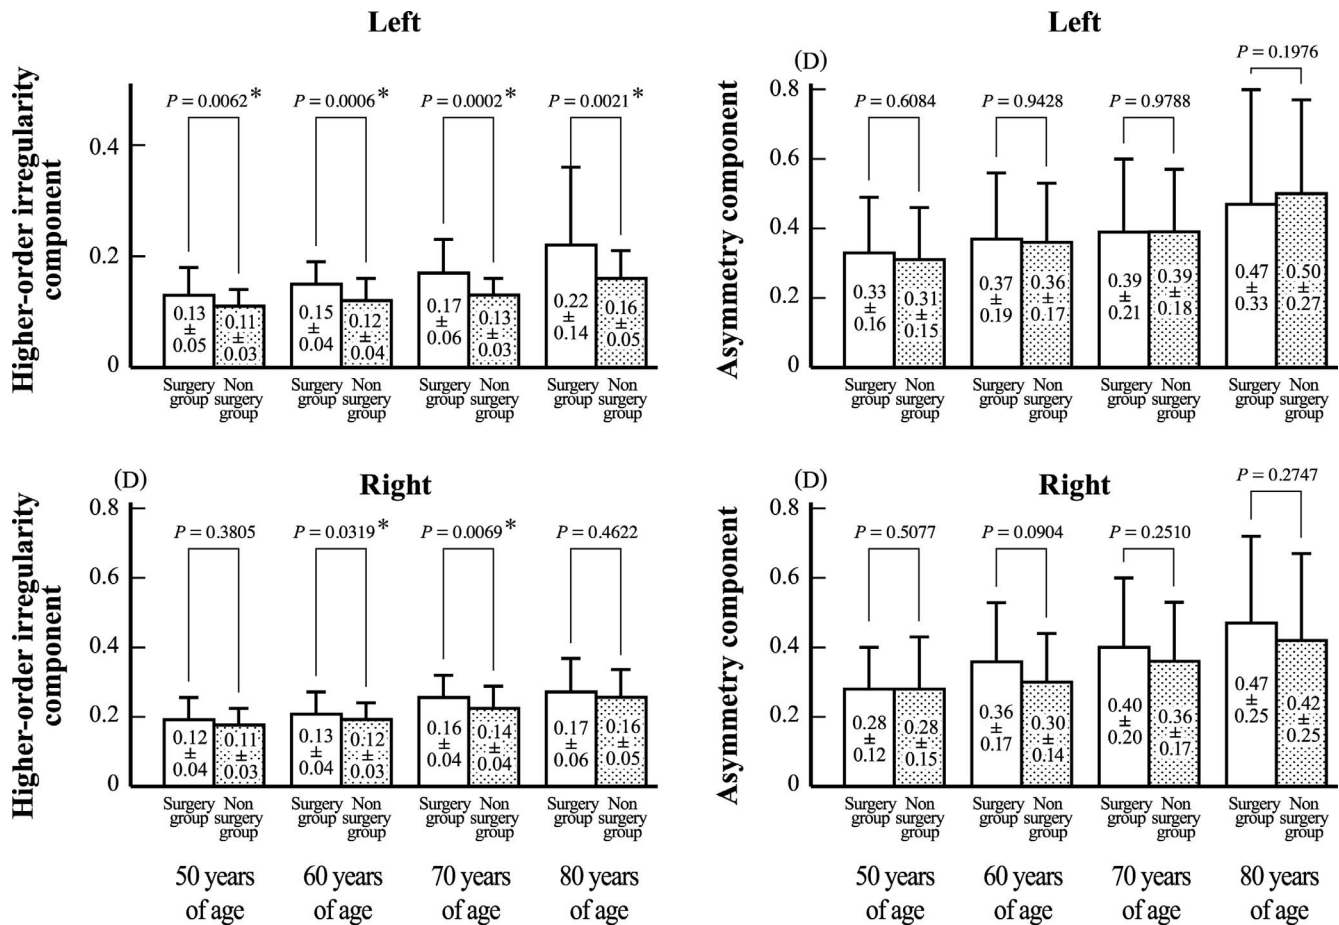 Left
Higher-order irregularity
component
P = 0.0062*
P = 0.0006*
P = 0.0002*
P = 0.0021*
0.4
0.2
0
0.13
±
0.05
0.11
±
0.03
0.15
±
0.04
0.12
±
0.04
0.17
±
0.06
0.13
±
0.03
0.22
±
0.14
0.16
±
0.05
Surgery
group
Non
surgery
group
Surgery
group
Non
surgery
group
Surgery
group
Non
surgery
group
Surgery
group
Non
surgery
group
Left
(D)
Asymmetry component
P = 0.6084
P = 0.9428
P = 0.9788
P = 0.1976
0.8
0.6
0.4
0.2
0
0.33
±
0.16
0.31
±
0.15
0.37
±
0.19
0.36
±
0.17
0.39
±
0.21
0.39
±
0.18
0.47
±
0.33
0.50
±
0.27
Surgery
group
Non
surgery
group
Surgery
group
Non
surgery
group
Surgery
group
Non
surgery
group
Surgery
group
Non
surgery
group
(D)
Right
Higher-order irregularity
component
P = 0.3805
P = 0.0319*
P = 0.0069*
P = 0.4622
0.8
0.6
0.4
0.2
0
0.12
±
0.04
0.11
±
0.03
0.13
±
0.04
0.12
±
0.03
0.16
±
0.04
0.14
±
0.04
0.17
±
0.06
0.16
±
0.05
Surgery
group
Non
surgery
group
Surgery
group
Non
surgery
group
Surgery
group
Non
surgery
group
Surgery
group
Non
surgery
group
50 years
of age
60 years
of age
70 years
of age
80 years
of age
(D)
Right
Asymmetry component
P = 0.5077
P = 0.0904
P = 0.2510
P = 0.2747
0.8
0.6
0.4
0.2
0
0.28
±
0.12
0.28
±
0.15
0.36
±
0.17
0.30
±
0.14
0.40
±
0.20
0.36
±
0.17
0.47
±
0.25
0.42
±
0.25
Surgery
group
Non
surgery
group
Surgery
group
Non
surgery
group
Surgery
group
Non
surgery
group
Surgery
group
Non
surgery
group
50 years
of age
60 years
of age
70 years
of age
80 years
of age